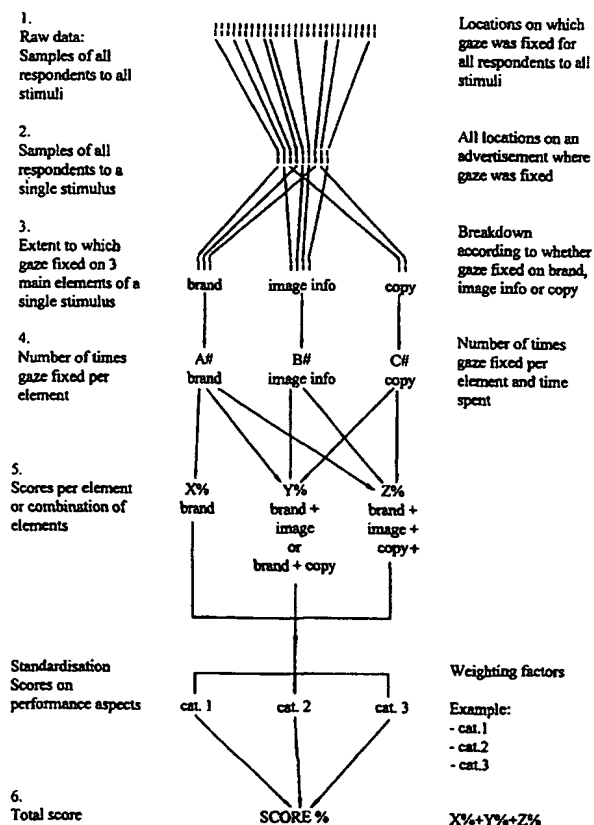 1.
Raw data:
Samples of all
respondents to all
stimuli
Locations on which
gaze was fixed for
all respondents to all
stimuli
2.
Samples of all
respondents to a
single stimulus
All locations on an
advertisement where
gaze was fixed
3.
Extent to which
gaze fixed on 3
main elements of a
single stimulus
brand
image info
copy
Breakdown
according to whether
gaze fixed on brand,
image info or copy
4.
Number of times
gaze fixed per
element
A#
brand
B#
image info
C#
copy
Number of times
gaze fixed per
element and time
spent
5.
Scores per element
or combination of
elements
X%
brand
Y%
brand +
image
or
brand + copy
Z%
brand +
image +
copy+
Standardisation
Scores on
performance aspects
cat. 1
cat. 2
cat. 3
Weighting factors
Example:
- cat.1
- cat.2
- cat.3
6.
Total score
SCORE %
X%+Y%+Z%